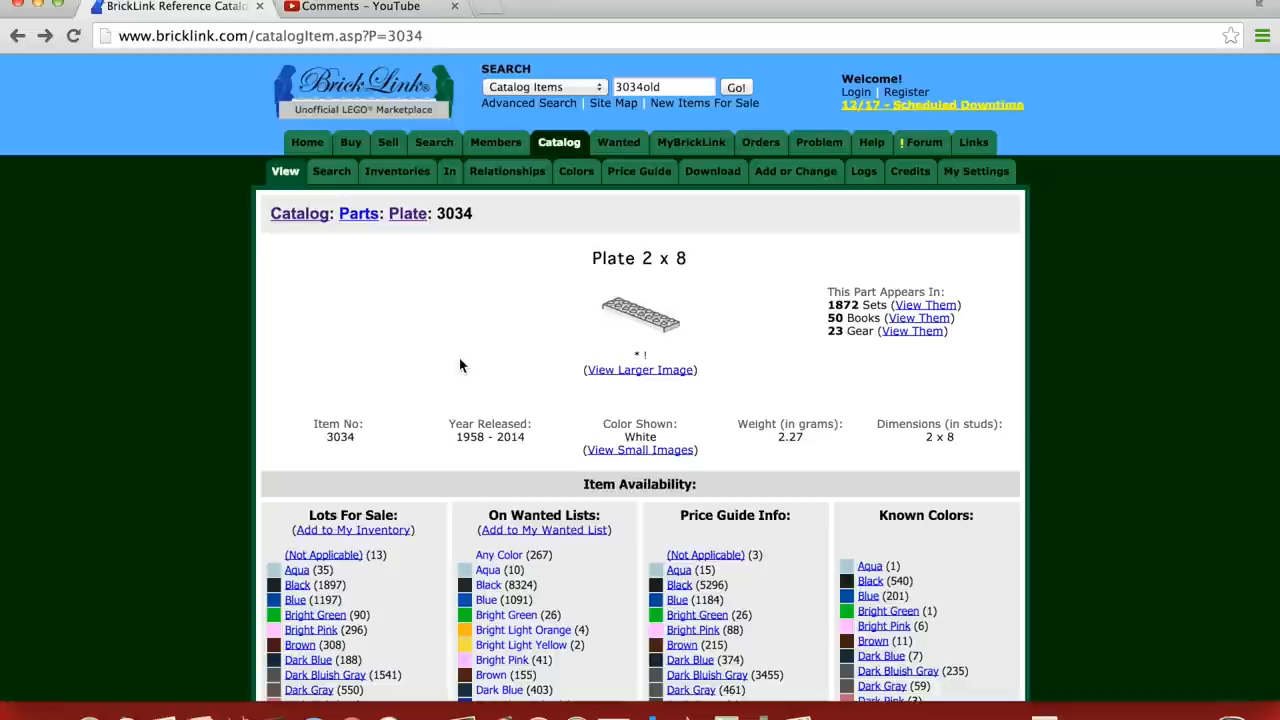 BrickLink Reference Catalo
Comments – YouTube
www.bricklink.com/catalogItem.asp?P=3034
BrickLink®
Unofficial LEGO® Marketplace
SEARCH
Catalog Items 3034old Go!
Advanced Search | Site Map | New Items For Sale
Welcome!
Login | Register
12/17 - Scheduled Downtime
Home Buy Sell Search Members Catalog Wanted MyBrickLink Orders Problem Help ! Forum Links
View Search Inventories In Relationships Colors Price Guide Download Add or Change Logs Credits My Settings
Catalog: Parts: Plate: 3034
Plate 2 x 8
This Part Appears In:
1872 Sets (View Them)
50 Books (View Them)
23 Gear (View Them)
* !
(View Larger Image)
Item No:
3034
Year Released:
1958 - 2014
Color Shown:
White
(View Small Images)
Weight (in grams):
2.27
Dimensions (in studs):
2 x 8
Item Availability:
Lots For Sale:
(Add to My Inventory)
(Not Applicable) (13)
Aqua (35)
Black (1897)
Blue (1197)
Bright Green (90)
Bright Pink (296)
Brown (308)
Dark Blue (188)
Dark Bluish Gray (1541)
Dark Gray (550)
On Wanted Lists:
(Add to My Wanted List)
Any Color (267)
Aqua (10)
Black (8324)
Blue (1091)
Bright Green (26)
Bright Light Orange (4)
Bright Light Yellow (2)
Bright Pink (41)
Brown (155)
Dark Blue (403)
Price Guide Info:
(Not Applicable) (3)
Aqua (15)
Black (5296)
Blue (1184)
Bright Green (26)
Bright Pink (88)
Brown (215)
Dark Blue (374)
Dark Bluish Gray (3455)
Dark Gray (461)
Known Colors:
Aqua (1)
Black (540)
Blue (201)
Bright Green (1)
Bright Pink (6)
Brown (11)
Dark Blue (7)
Dark Bluish Gray (235)
Dark Gray (59)
Dark Pink (3)